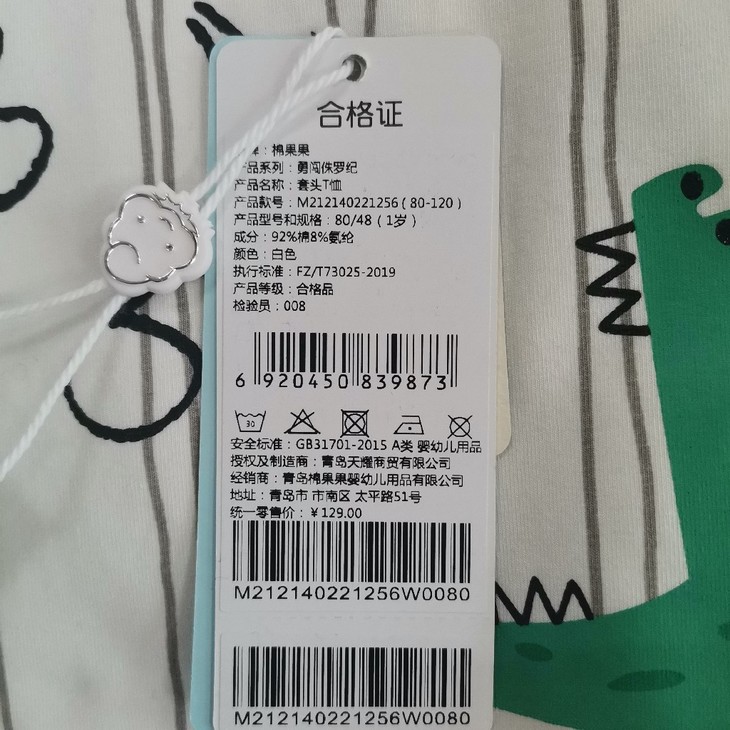 合格证
: 棉果果
产品系列: 勇闯侏罗纪
产品名称: 套头T恤
产品款号: M212140221256 ( 80-120 )
产品型号和规格: 80/48 ( 1岁 )
成分: 92%棉8%氨纶
颜色: 白色
执行标准: FZ/T73025-2019
产品等级: 合格品
检验员: 008
6 920450 839873
30
安全标准: GB31701-2015 A类 婴幼儿用品
授权及制造商: 青岛天耀商贸有限公司
经销商: 青岛棉果果婴幼儿用品有限公司
地址: 青岛市 市南区 太平路51号
统一零售价: ¥129.00
M212140221256W0080
M212140221256W0080